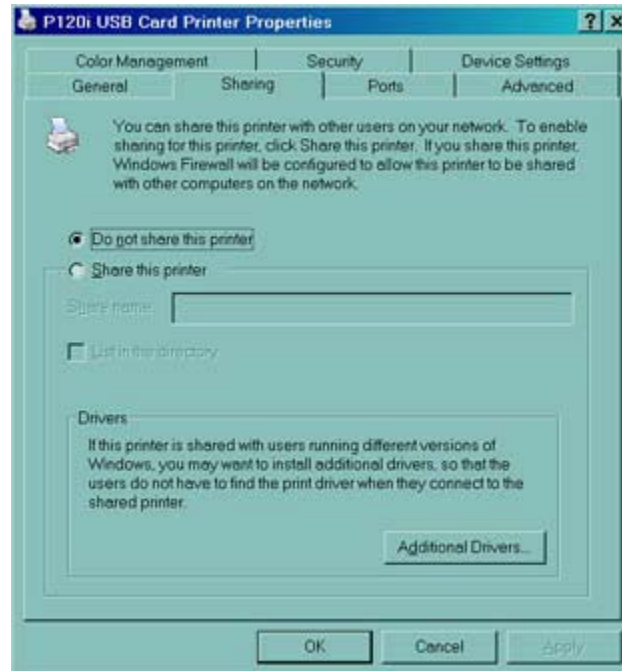 P120i USB Card Printer Properties
Color Management Security Device Settings
General Sharing Ports Advanced
You can share this printer with other users on your network. To enable
sharing for this printer, click Share this printer. If you share this printer,
Windows Firewall will be configured to allow this printer to be shared
with other computers on the network.
Do not share this printer
Share this printer
Share name:
List in the directory
Drivers
If this printer is shared with users running different versions of
Windows, you may want to install additional drivers, so that the
users do not have to find the print driver when they connect to the
shared printer.
Additional Drivers...
OK Cancel Apply